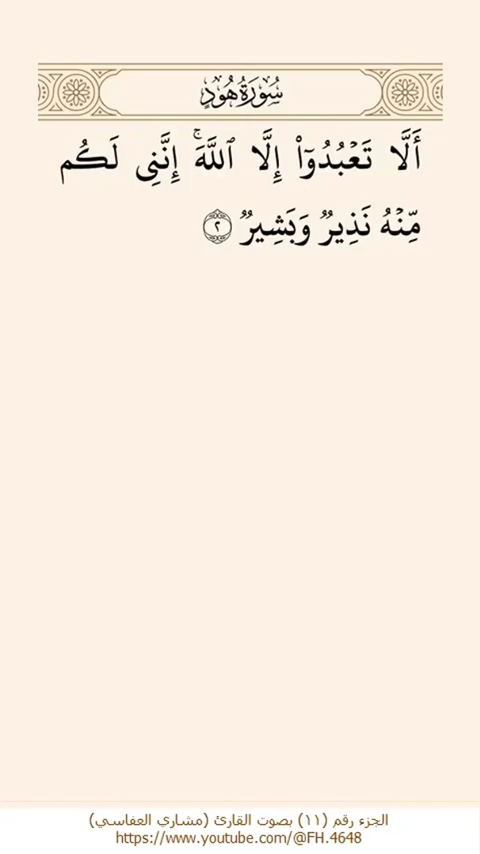 سُورَةُ هُودٍ
أَلَّا تَعْبُدُوٓا۟ إِلَّا ٱللَّهَ ۚ إِنَّنِى لَكُم
مِّنْهُ نَذِيرٌ وَبَشِيرٌ ٢
الجزء رقم (١١) بصوت القارئ (مشاري العفاسي)
https://www.youtube.com/@FH.4648